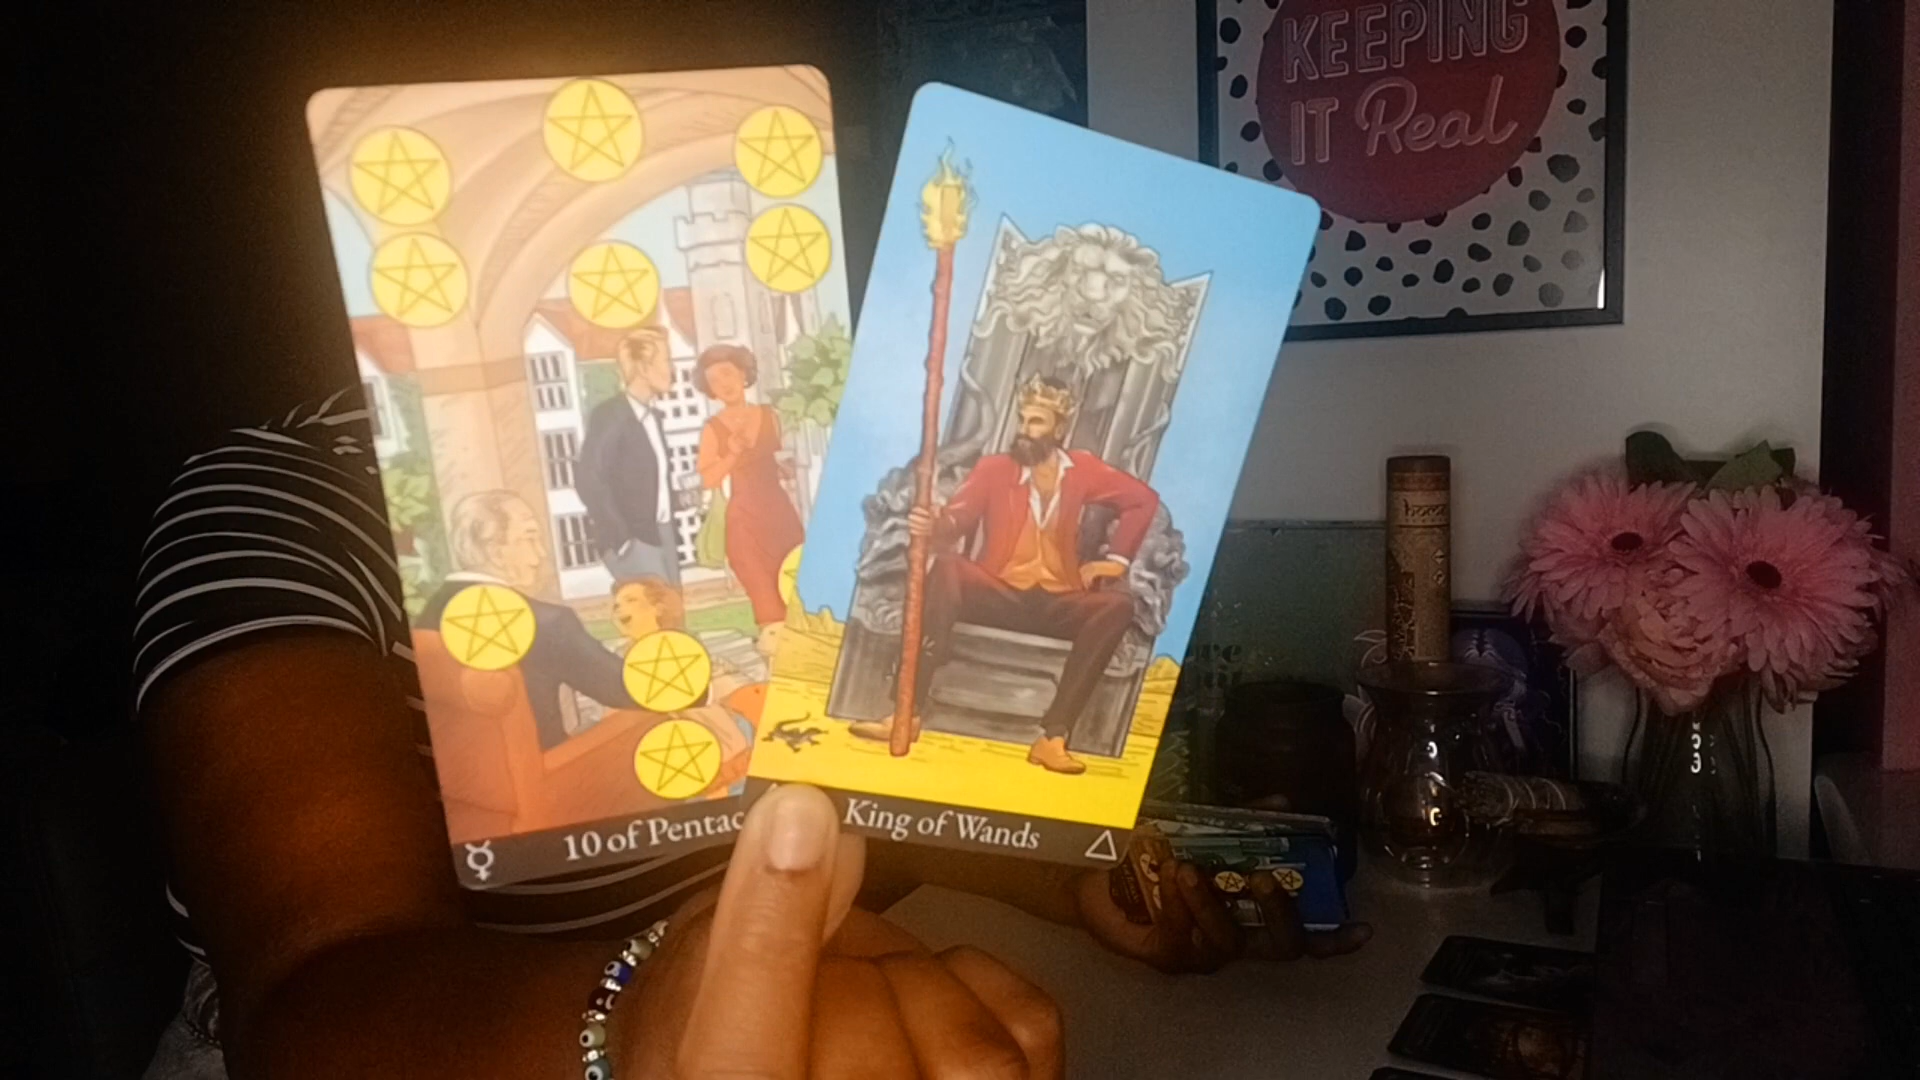 KEEPING
IT Real
10 of Pentac
King of Wands